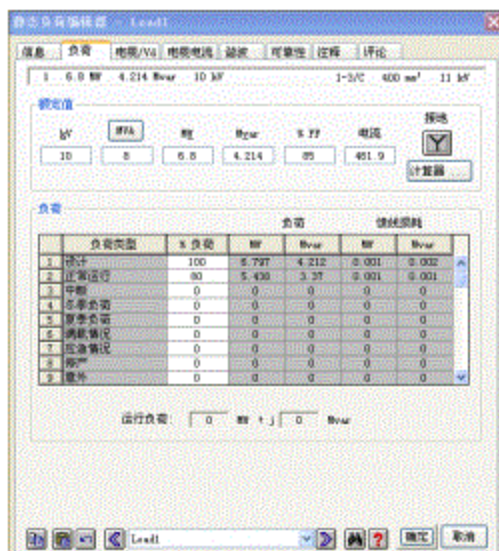 静态负荷编辑器 - Load1
信息 负荷 电缆/Vd 电缆电流 谐波 可靠性 注释 评论
1 6.8 MW 4.214 Mvar 10 kV 1-3/C 400 mm² 11 kV
额定值
kV MVA MW Mvar % PF 电流 接地
10 8 6.8 4.214 85 461.9
计算器 ...
负荷
负荷 馈线损耗
负荷类型 % 负荷 MW Mvar MW Mvar
1 设计 100 6.797 4.212 0.001 0.002
2 正常运行 80 5.438 3.37 0.001 0.001
3 0 0 0 0 0
4 冬季负荷 0 0 0 0 0
5 夏季负荷 0 0 0 0 0
6 满载情况 0 0 0 0 0
7 应急情况 0 0 0 0 0
8 停产 0 0 0 0 0
9 意外 0 0 0 0 0
运行负荷: 0 MW + j 0 Mvar
Load1 确定 取消